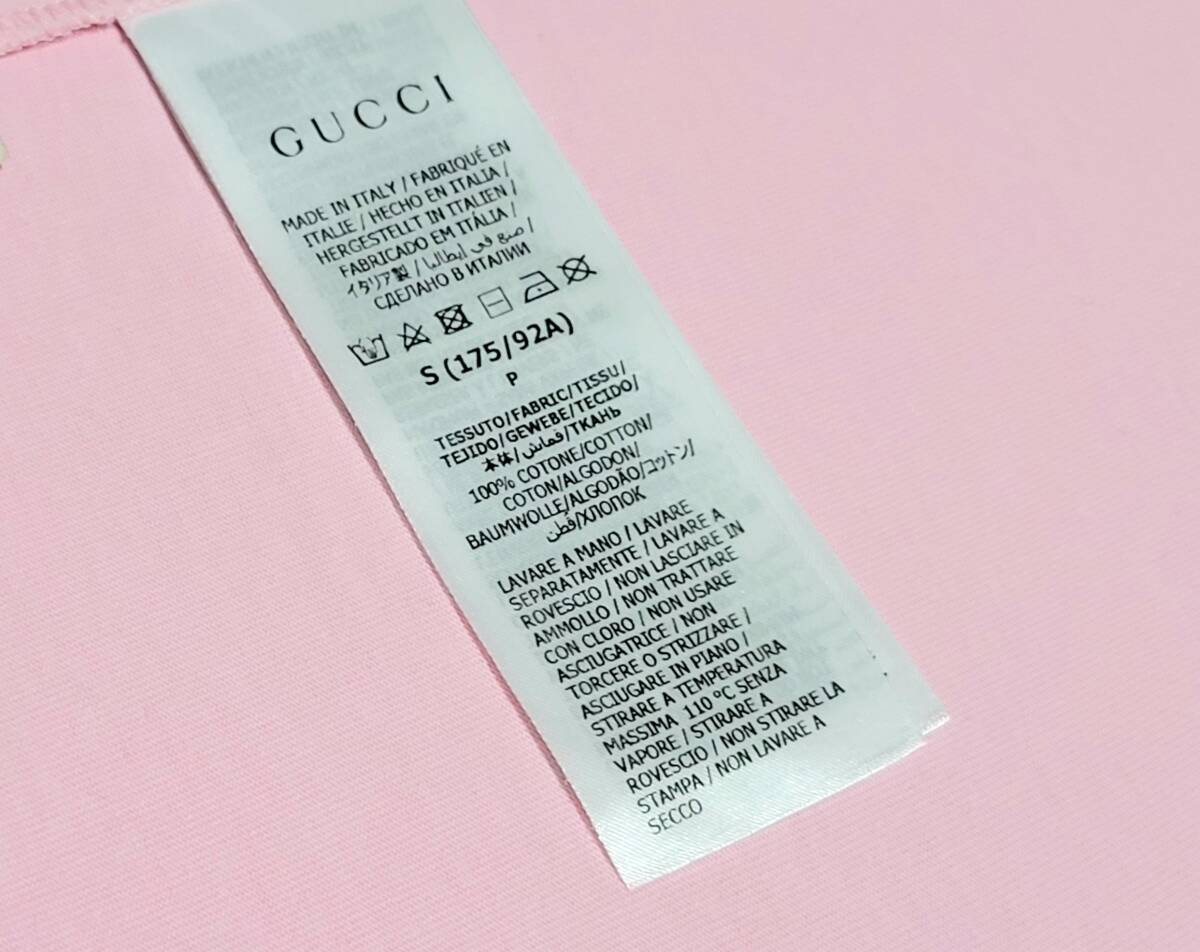 GUCCI
MADE IN ITALY / FABRIQUÉ EN
ITALIE / HECHO EN ITALIA /
HERGESTELLT IN ITALIEN /
FABRICADO EM ITÁLIA /
イタリア製 / صنع في إيطاليا /
СДЕЛАНО В ИТАЛИИ
S (175/92A)
P
TESSUTO/FABRIC/TISSU/
TEJIDO/GEWEBE/TECIDO/
本体/قماش/ТКАНЬ
100% COTONE/COTTON/
COTON/ALGODON/
BAUMWOLLE/ALGODÃO/コットン/
قطن/ХЛОПОК
LAVARE A MANO / LAVARE
SEPARATAMENTE / LAVARE A
ROVESCIO / NON LASCIARE IN
AMMOLLO / NON TRATTARE
CON CLORO / NON USARE
ASCIUGATRICE / NON
TORCERE O STRIZZARE /
ASCIUGARE IN PIANO /
STIRARE A TEMPERATURA
MASSIMA 110 °C SENZA
VAPORE / STIRARE A
ROVESCIO / NON STIRARE LA
STAMPA / NON LAVARE A
SECCO